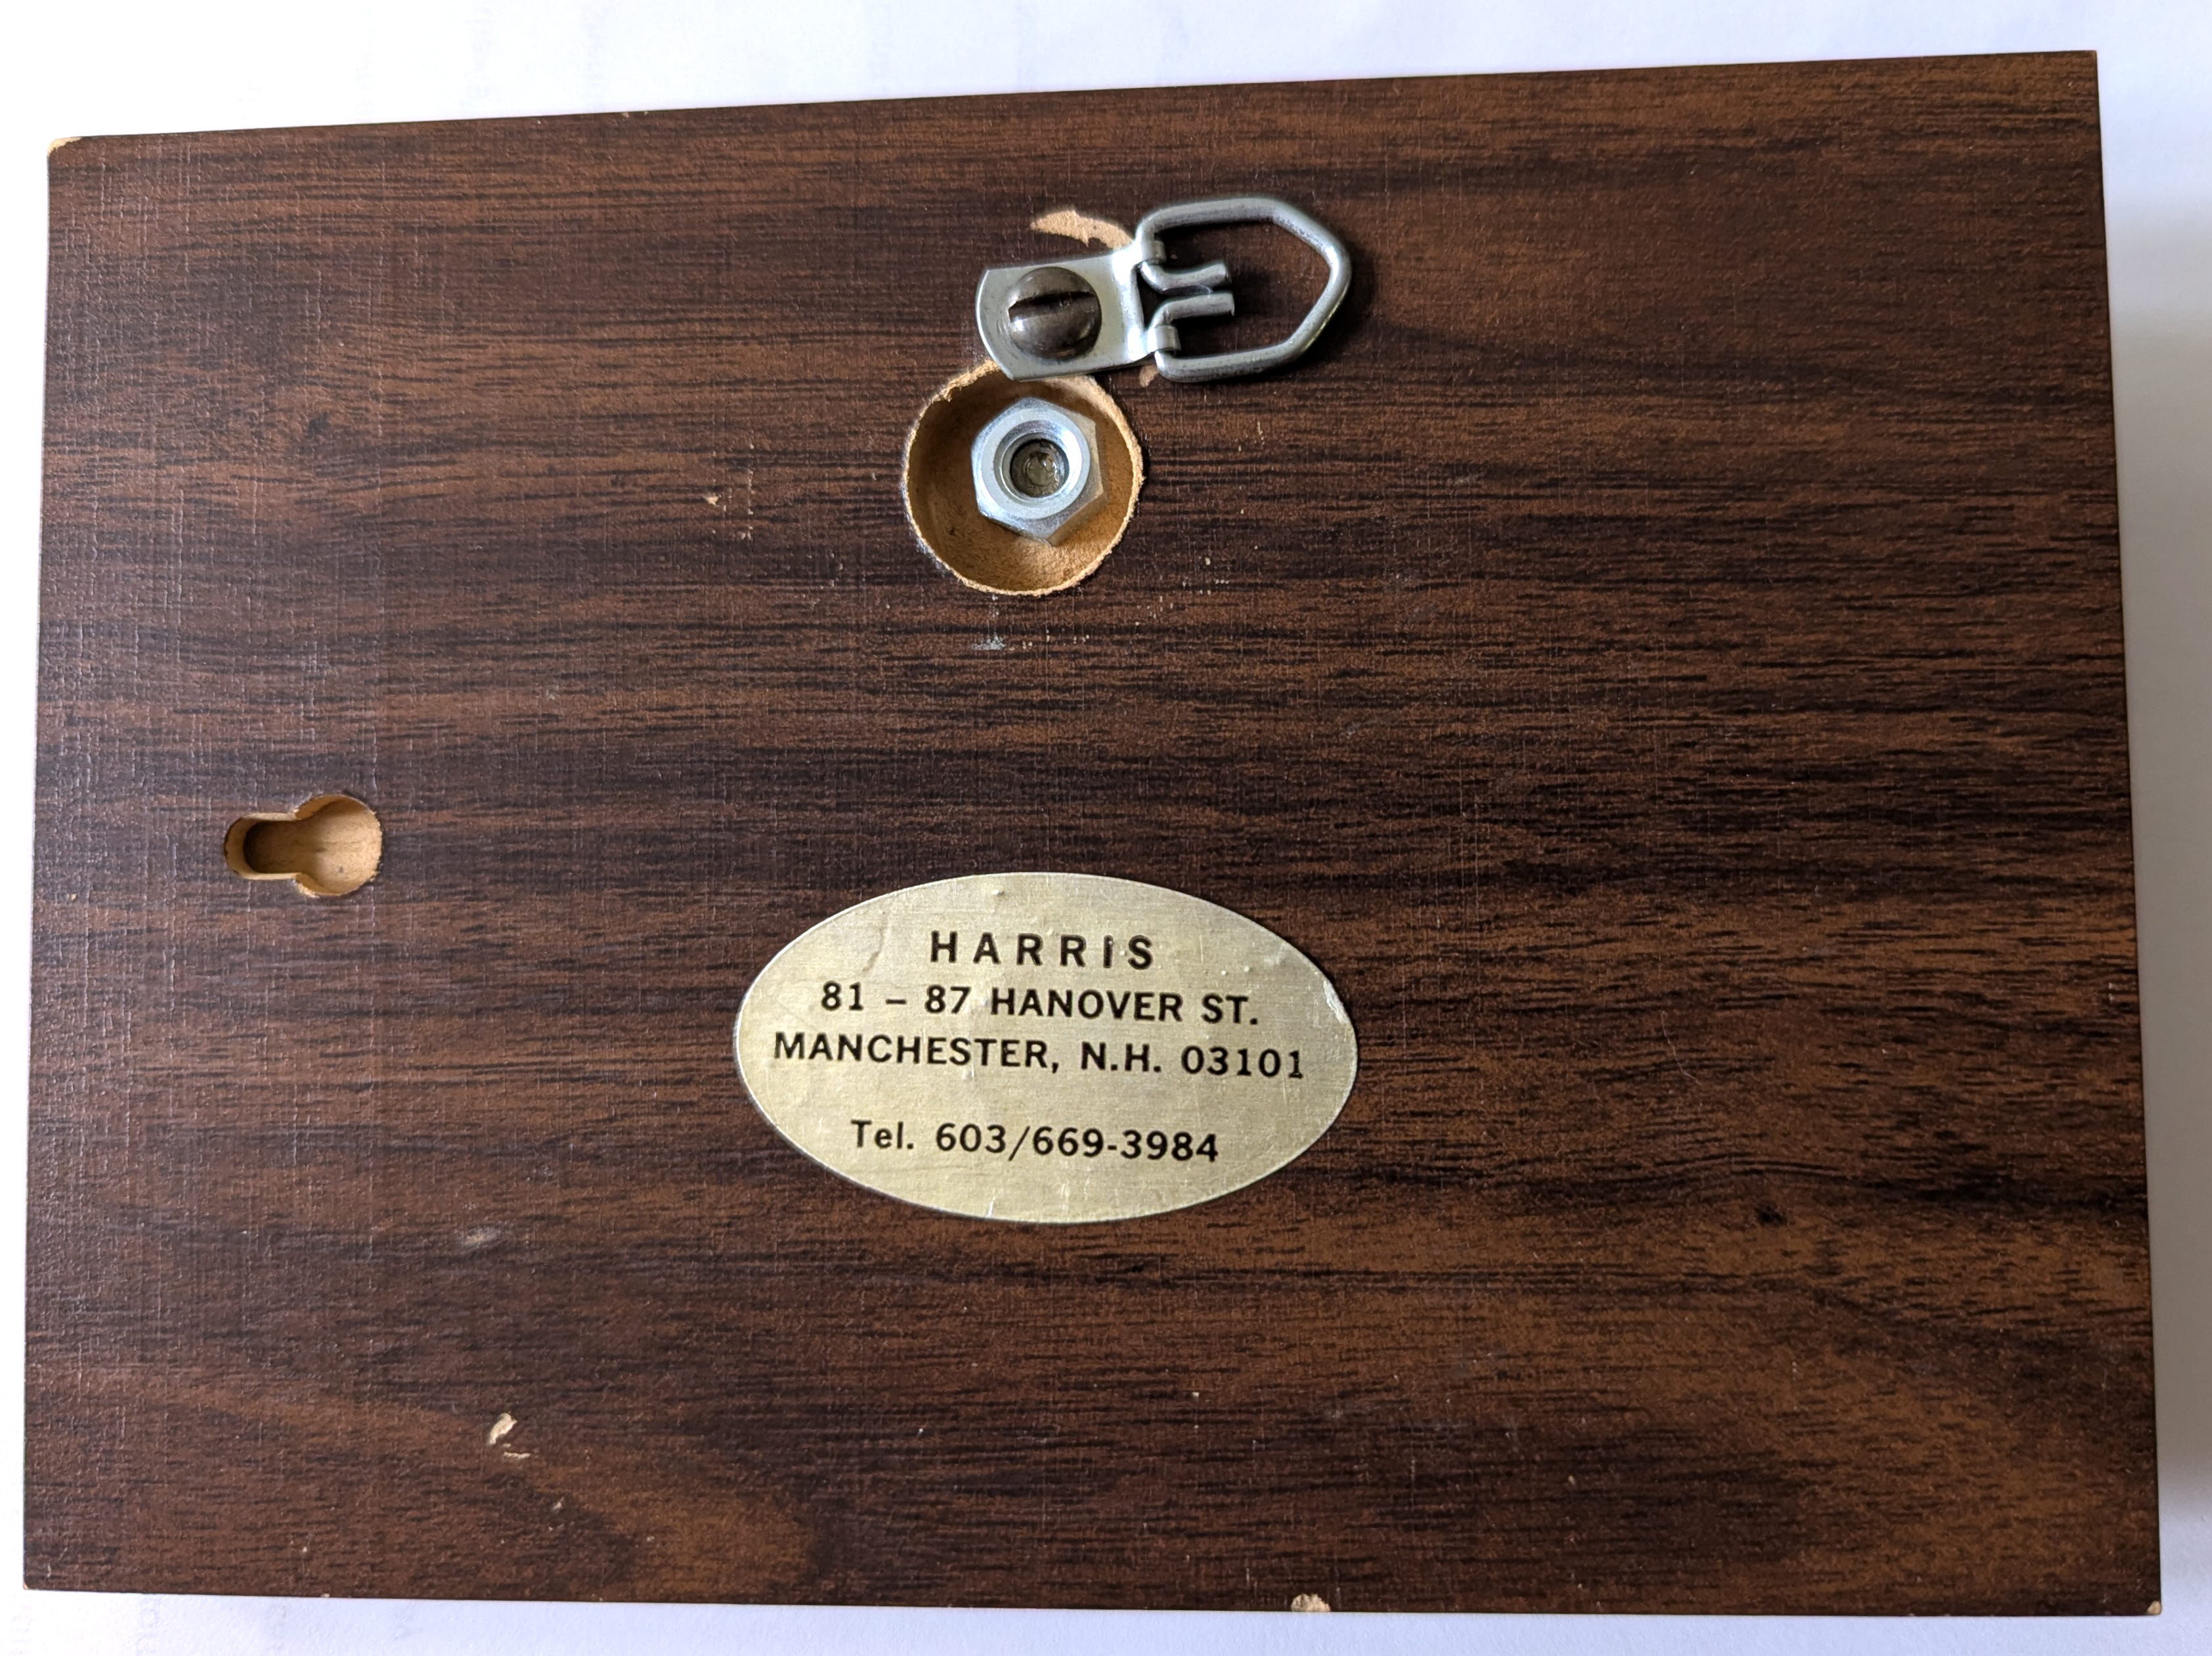 HARRIS
81 – 87 HANOVER ST.
MANCHESTER, N.H. 03101
Tel. 603/669-3984